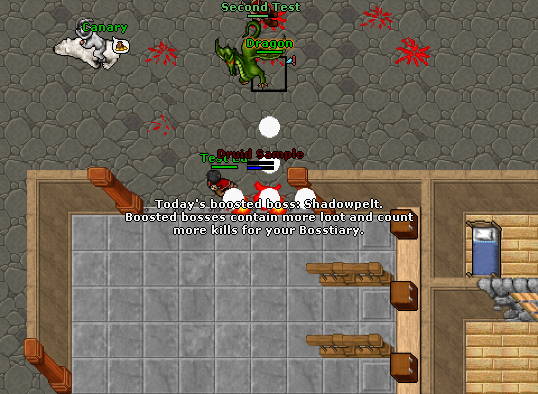 Second Test
Canary
Dragon
Druid Sample
Today's boosted boss: Shadowpelt.
Boosted bosses contain more loot and count
more kills for your Bosstiary.